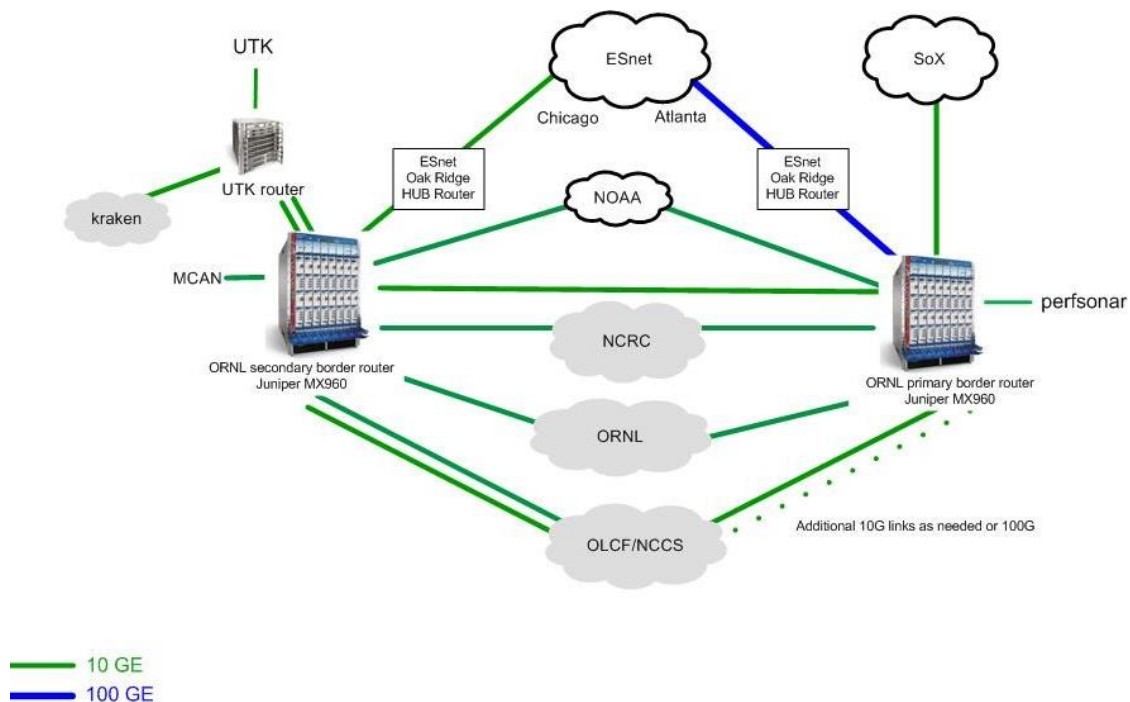 UTK
ESnet
SoX
Chicago
Atlanta
ESnet
Oak Ridge
HUB Router
ESnet
Oak Ridge
HUB Router
UTK router
kraken
NOAA
MCAN
perfsonar
NCRC
ORNL secondary border router
Juniper MX960
ORNL primary border router
Juniper MX960
ORNL
Additional 10G links as needed or 100G
OLCF/NCCS
10 GE
100 GE